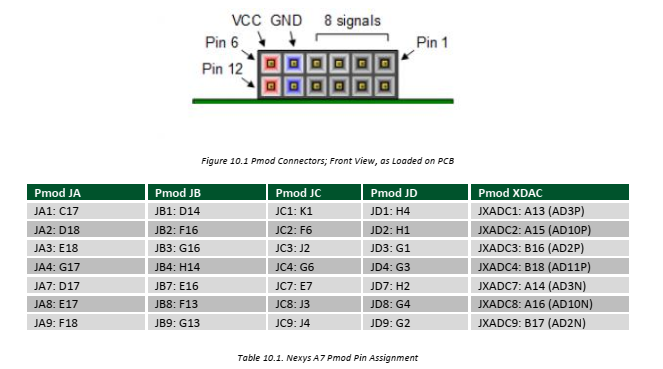 VCC GND 8 signals
Pin 6 Pin 1
Pin 12
Figure 10.1 Pmod Connectors; Front View, as Loaded on PCB
Pmod JA Pmod JB Pmod JC Pmod JD Pmod XDAC
JA1: C17 JB1: D14 JC1: K1 JD1: H4 JXADC1: A13 (AD3P)
JA2: D18 JB2: F16 JC2: F6 JD2: H1 JXADC2: A15 (AD10P)
JA3: E18 JB3: G16 JC3: J2 JD3: G1 JXADC3: B16 (AD2P)
JA4: G17 JB4: H14 JC4: G6 JD4: G3 JXADC4: B18 (AD11P)
JA7: D17 JB7: E16 JC7: E7 JD7: H2 JXADC7: A14 (AD3N)
JA8: E17 JB8: F13 JC8: J3 JD8: G4 JXADC8: A16 (AD10N)
JA9: F18 JB9: G13 JC9: J4 JD9: G2 JXADC9: B17 (AD2N)
Table 10.1. Nexys A7 Pmod Pin Assignment